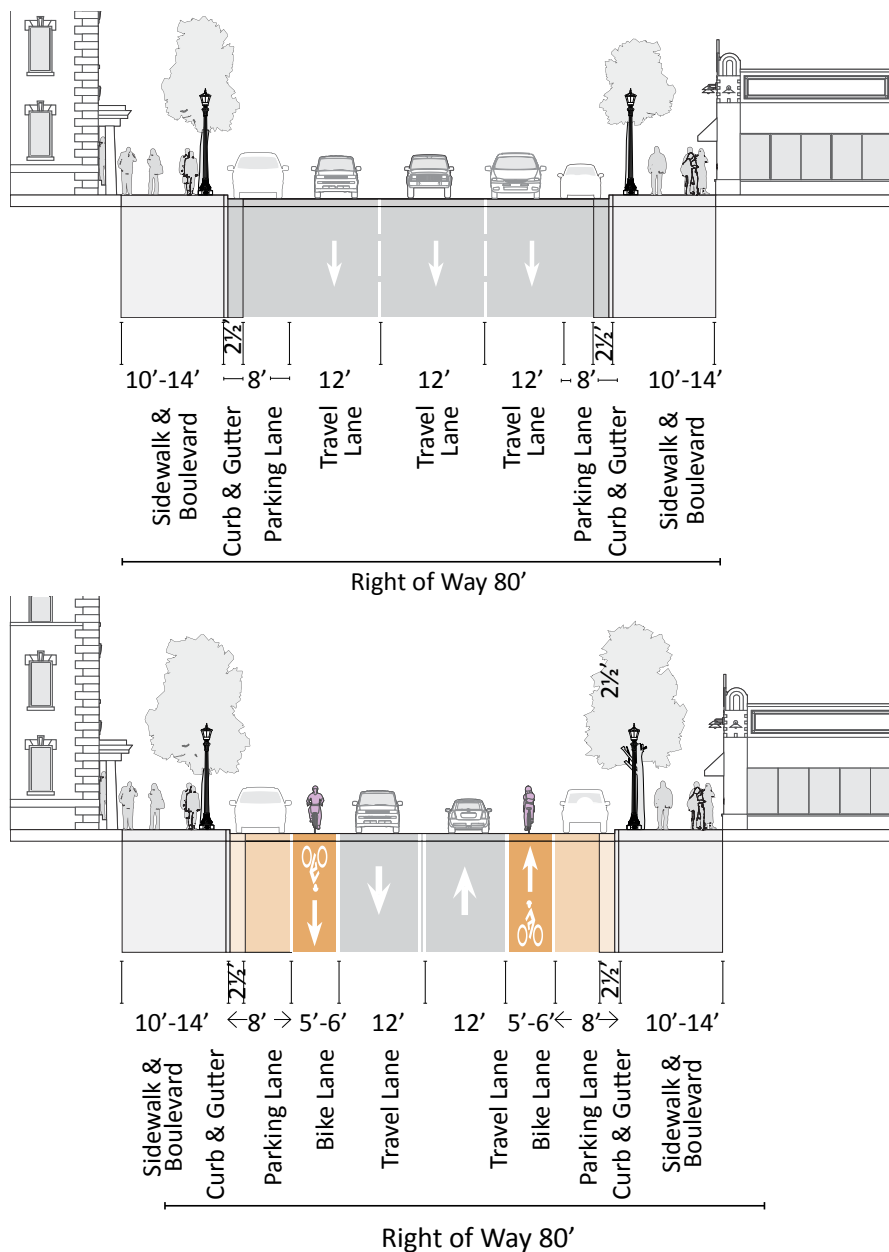 2½’
2½’
10’-14’
8’
12’
12’
12’
8’
10’-14’
Sidewalk &
Boulevard
Curb & Gutter
Parking Lane
Travel
Lane
Travel
Lane
Travel
Lane
Parking Lane
Curb & Gutter
Sidewalk &
Boulevard
Right of Way 80’
2½’
2½’
2½’
10’-14’
8’
5’-6’
12’
12’
5’-6’
8’
10’-14’
Sidewalk &
Boulevard
Curb & Gutter
Parking Lane
Bike Lane
Travel Lane
Travel Lane
Bike Lane
Parking Lane
Curb & Gutter
Sidewalk &
Boulevard
Right of Way 80’